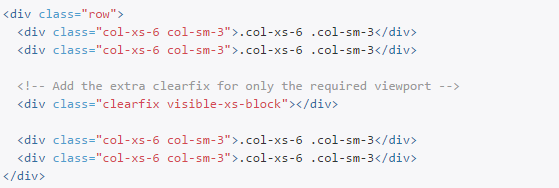 <div class="row">
  <div class="col-xs-6 col-sm-3">.col-xs-6 .col-sm-3</div>
  <div class="col-xs-6 col-sm-3">.col-xs-6 .col-sm-3</div>

  <!-- Add the extra clearfix for only the required viewport -->
  <div class="clearfix visible-xs-block"></div>

  <div class="col-xs-6 col-sm-3">.col-xs-6 .col-sm-3</div>
  <div class="col-xs-6 col-sm-3">.col-xs-6 .col-sm-3</div>
</div>